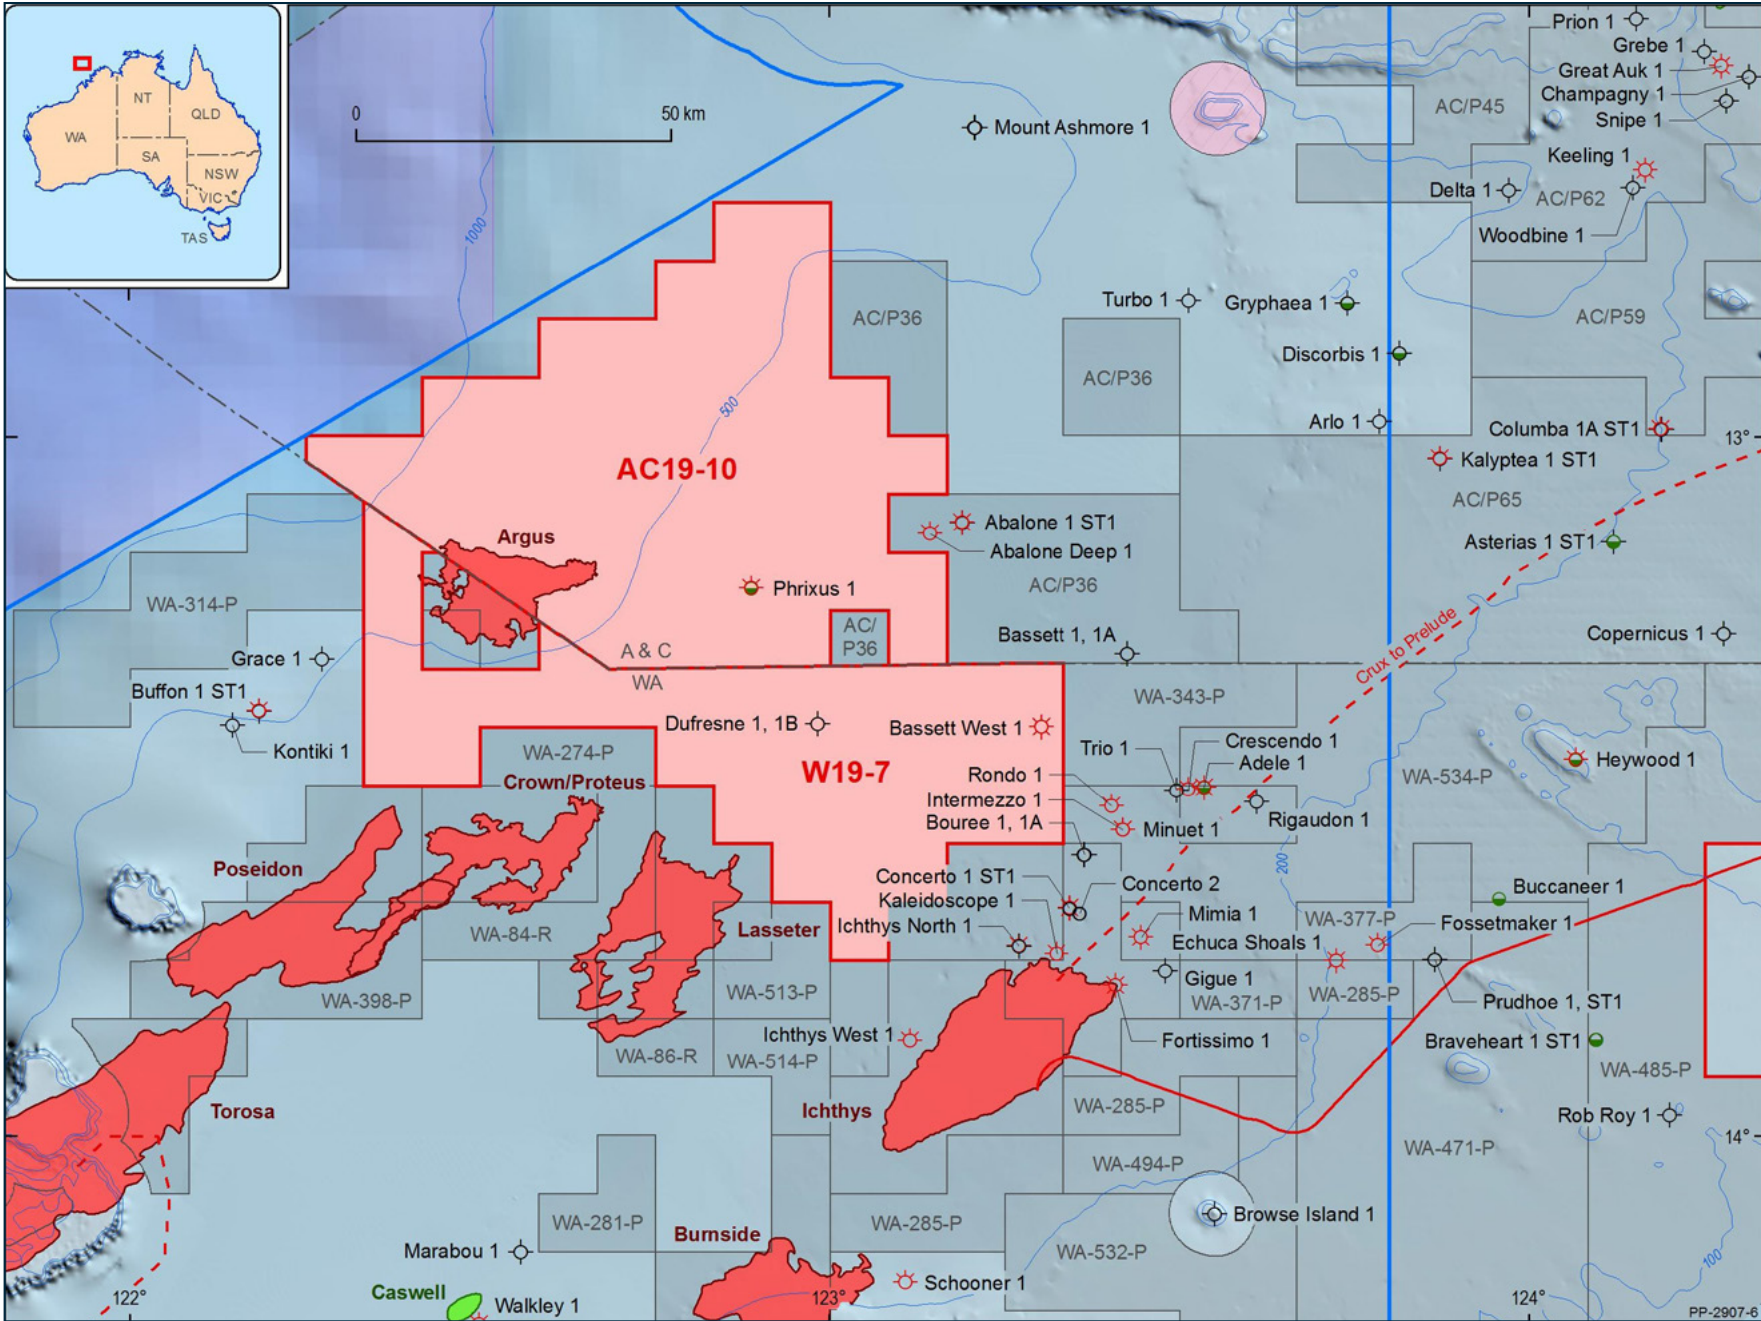 NT
QLD
WA
SA
NSW
VIC
TAS
0
50 km
1000
Mount Ashmore 1
Prion 1
Grebe 1
Great Auk 1
Champagny 1
Snipe 1
AC/P45
Keeling 1
Delta 1
AC/P62
Woodbine 1
Turbo 1
Gryphaea 1
AC/P36
AC/P59
Discorbis 1
AC/P36
500
Arlo 1
Columba 1A ST1
13°
AC19-10
Kalyptea 1 ST1
AC/P65
Argus
Abalone 1 ST1
Abalone Deep 1
Asterias 1 ST1
Phrixus 1
AC/P36
WA-314-P
AC/
P36
Bassett 1, 1A
Copernicus 1
Crux to Prelude
Grace 1
A & C
WA
Buffon 1 ST1
WA-343-P
Kontiki 1
Dufresne 1, 1B
Bassett West 1
WA-274-P
Trio 1
Crescendo 1
Adele 1
Heywood 1
W19-7
Crown/Proteus
Rondo 1
WA-534-P
Intermezzo 1
Bouree 1, 1A
Minuet 1
Rigaudon 1
Poseidon
200
Concerto 1 ST1
Concerto 2
Buccaneer 1
Kaleidoscope 1
Mimia 1
WA-377-P
Fossetmaker 1
WA-84-R
Lasseter
Ichthys North 1
Echuca Shoals 1
Gigue 1
WA-398-P
WA-513-P
WA-371-P
WA-285-P
Prudhoe 1, ST1
Ichthys West 1
Fortissimo 1
Braveheart 1 ST1
WA-86-R
WA-514-P
WA-485-P
Torosa
Ichthys
WA-285-P
Rob Roy 1
14°
WA-471-P
WA-494-P
WA-281-P
WA-285-P
Browse Island 1
Burnside
Marabou 1
WA-532-P
100
Caswell
Schooner 1
122°
Walkley 1
123°
124°
PP-2907-6